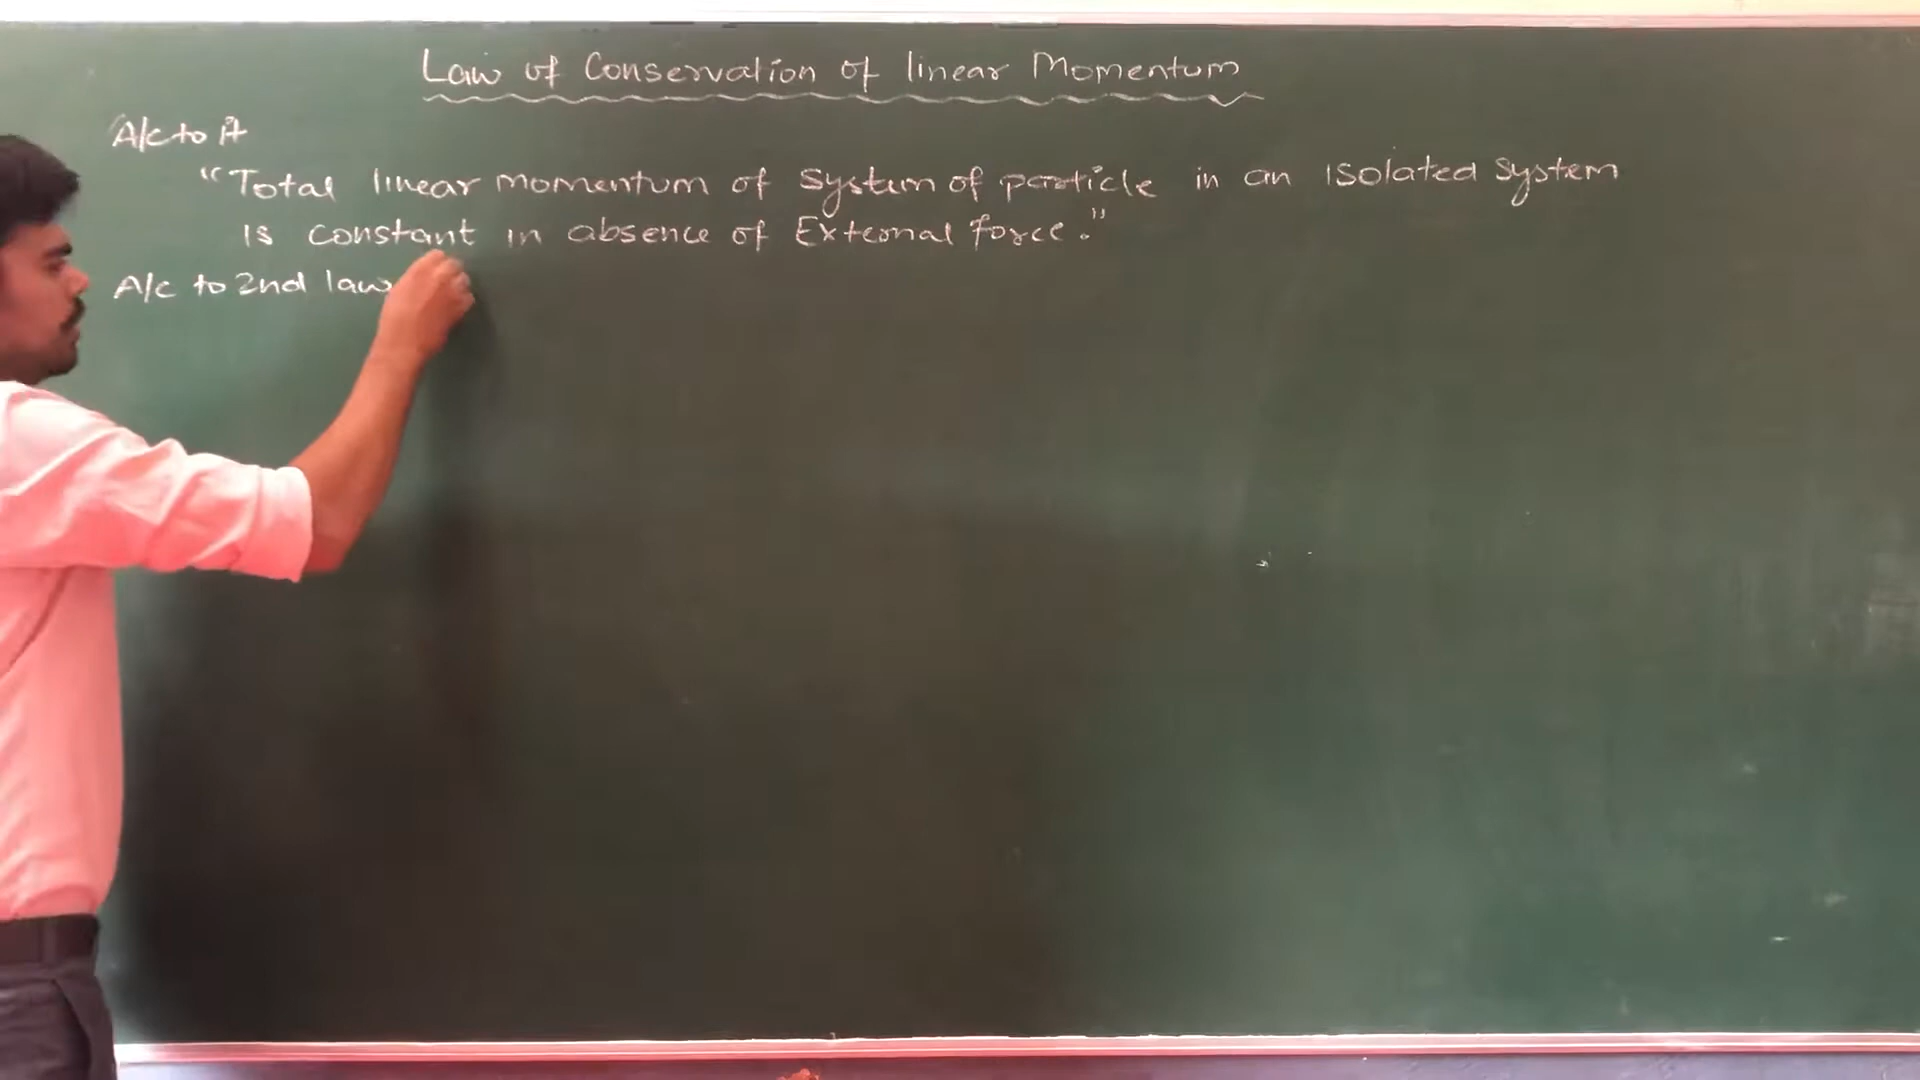 Law of Conservation of linear Momentum
A/c to it
"Total linear momentum of System of particle in an isolated system
is constant in absence of External force."
A/c to 2nd law